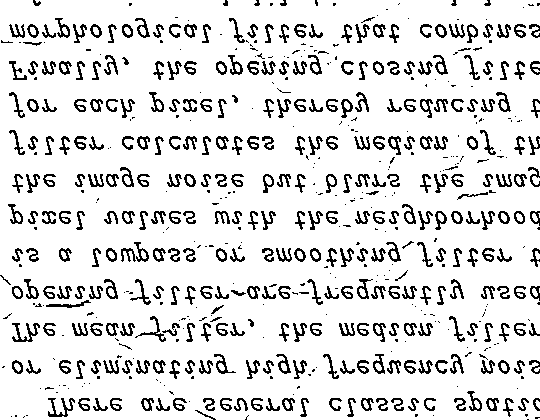 There are several classic spati
or eliminating high frequency nois
The mean filter, the median filter
opening filter are frequently used
is a lowpass or smoothing filter t
pixel values with the neighborhood
the image noise but blurs the imag
filter calculates the median of th
for each pixel, thereby reducing t
Finally, the opening closing filte
morphological filter that combines